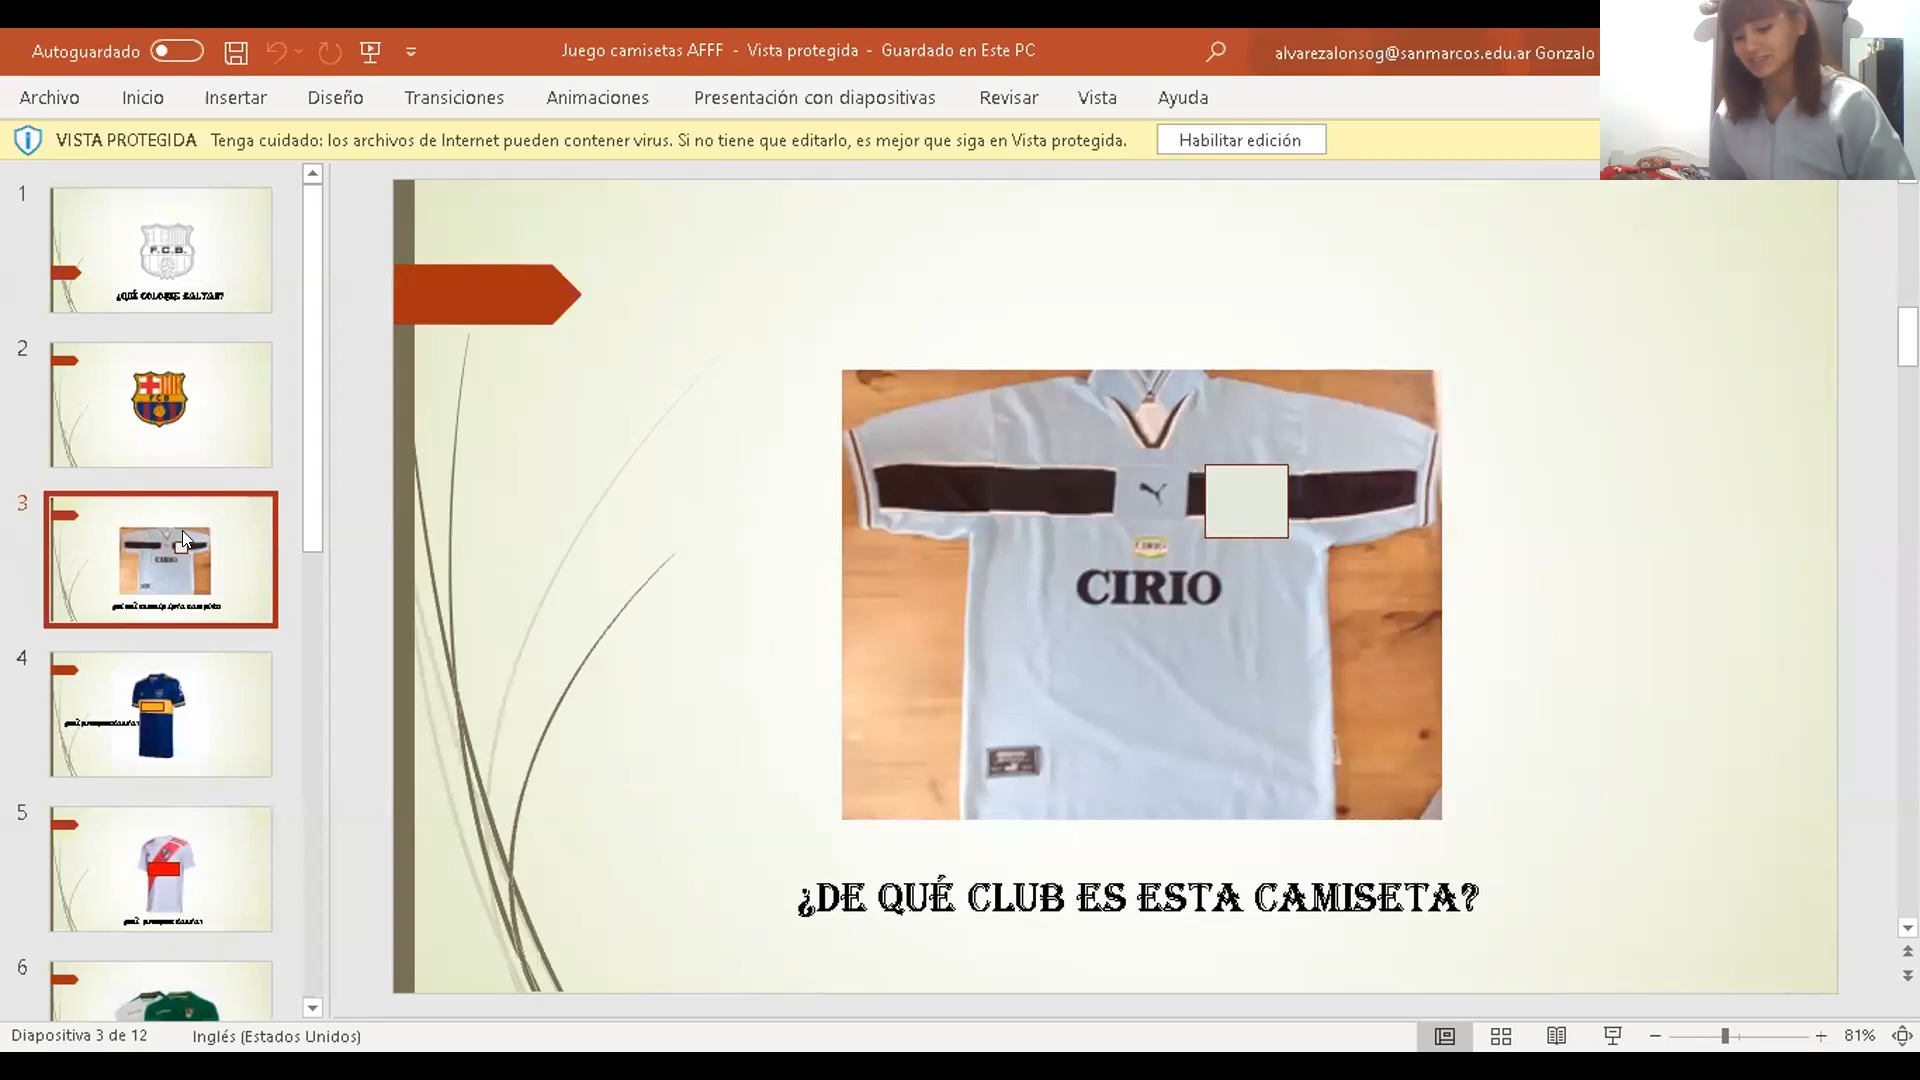 Autoguardado
Juego camisetas AFFF - Vista protegida - Guardado en Este PC
alvarezalonsog@sanmarcos.edu.ar Gonzalo
Archivo Inicio Insertar Diseño Transiciones Animaciones Presentación con diapositivas Revisar Vista Ayuda
VISTA PROTEGIDA Tenga cuidado: los archivos de Internet pueden contener virus. Si no tiene que editarlo, es mejor que siga en Vista protegida. Habilitar edición
1
F.C.B.
¿QUÉ COLORES FALTAN?
2
FCB
3
CIRIO
4
5
6
CIRIO
CIRIO
¿DE QUÉ CLUB ES ESTA CAMISETA?
Diapositiva 3 de 12 Inglés (Estados Unidos) 81%